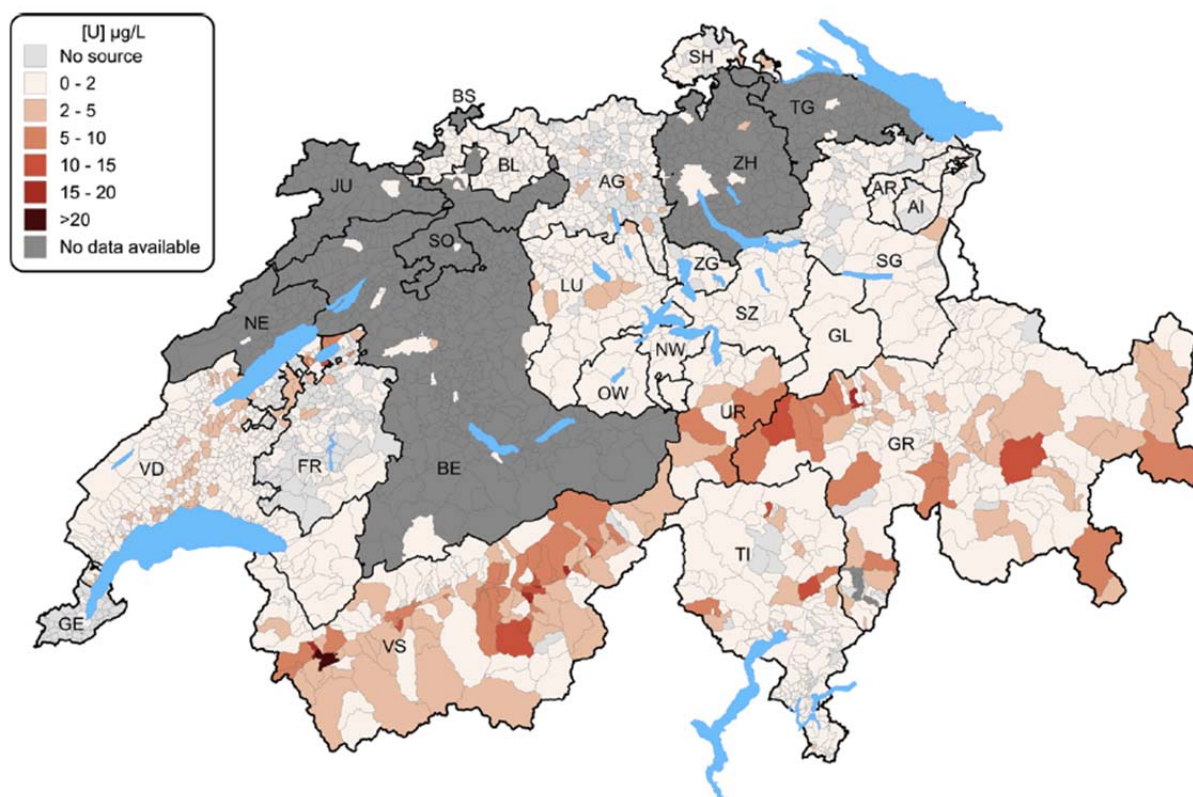 [U] µg/L
No source
0 - 2
2 - 5
5 - 10
10 - 15
15 - 20
>20
No data available
SH
BS
TG
BL
ZH
JU
AG
AR
AI
SO
ZG
SG
LU
SZ
NE
GL
NW
OW
UR
GR
FR
BE
VD
TI
GE
VS